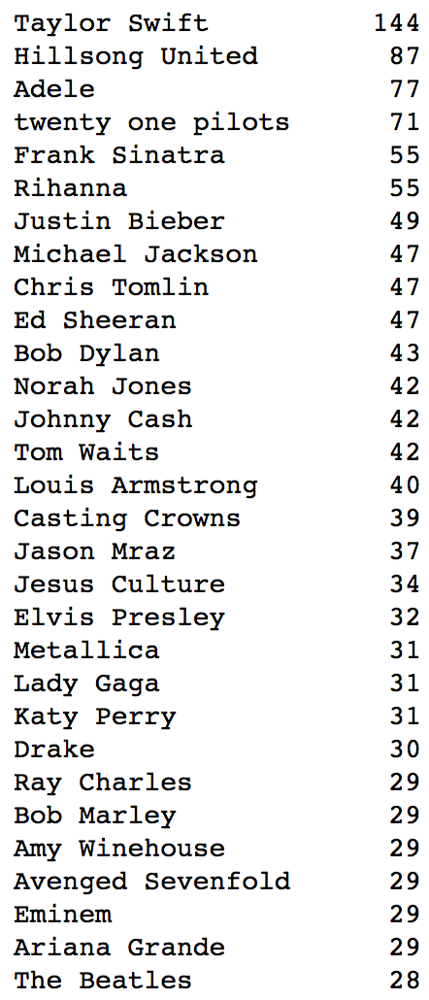 Taylor Swift 144
Hillsong United 87
Adele 77
twenty one pilots 71
Frank Sinatra 55
Rihanna 55
Justin Bieber 49
Michael Jackson 47
Chris Tomlin 47
Ed Sheeran 47
Bob Dylan 43
Norah Jones 42
Johnny Cash 42
Tom Waits 42
Louis Armstrong 40
Casting Crowns 39
Jason Mraz 37
Jesus Culture 34
Elvis Presley 32
Metallica 31
Lady Gaga 31
Katy Perry 31
Drake 30
Ray Charles 29
Bob Marley 29
Amy Winehouse 29
Avenged Sevenfold 29
Eminem 29
Ariana Grande 29
The Beatles 28